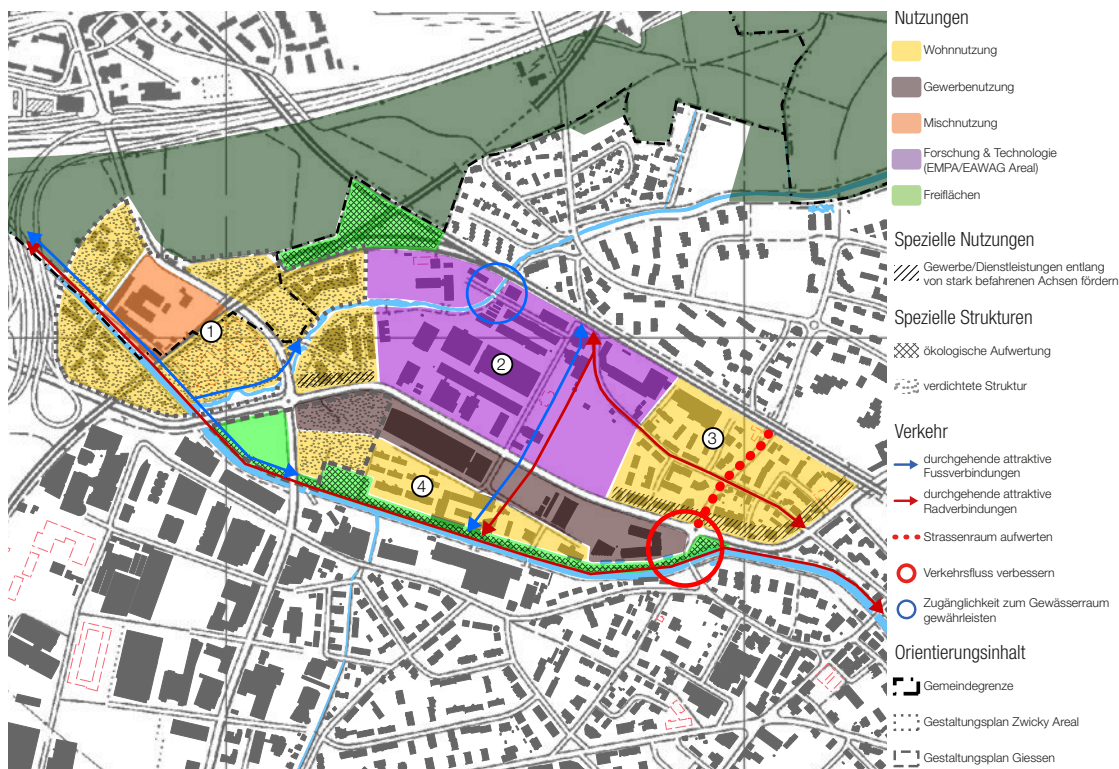 Nutzungen
Wohnnutzung
Gewerbenutzung
Mischnutzung
Forschung & Technologie
(EMPA/EAWAG Areal)
Freiflächen
Spezielle Nutzungen
Gewerbe/Dienstleistungen entlang
von stark befahrenen Achsen fördern
Spezielle Strukturen
ökologische Aufwertung
verdichtete Struktur
Verkehr
durchgehende attraktive
Fussverbindungen
durchgehende attraktive
Radverbindungen
Strassenraum aufwerten
Verkehrsfluss verbessern
Zugänglichkeit zum Gewässerraum
gewährleisten
Orientierungsinhalt
Gemeindegrenze
Gestaltungsplan Zwicky Areal
Gestaltungsplan Giessen
1
2
3
4